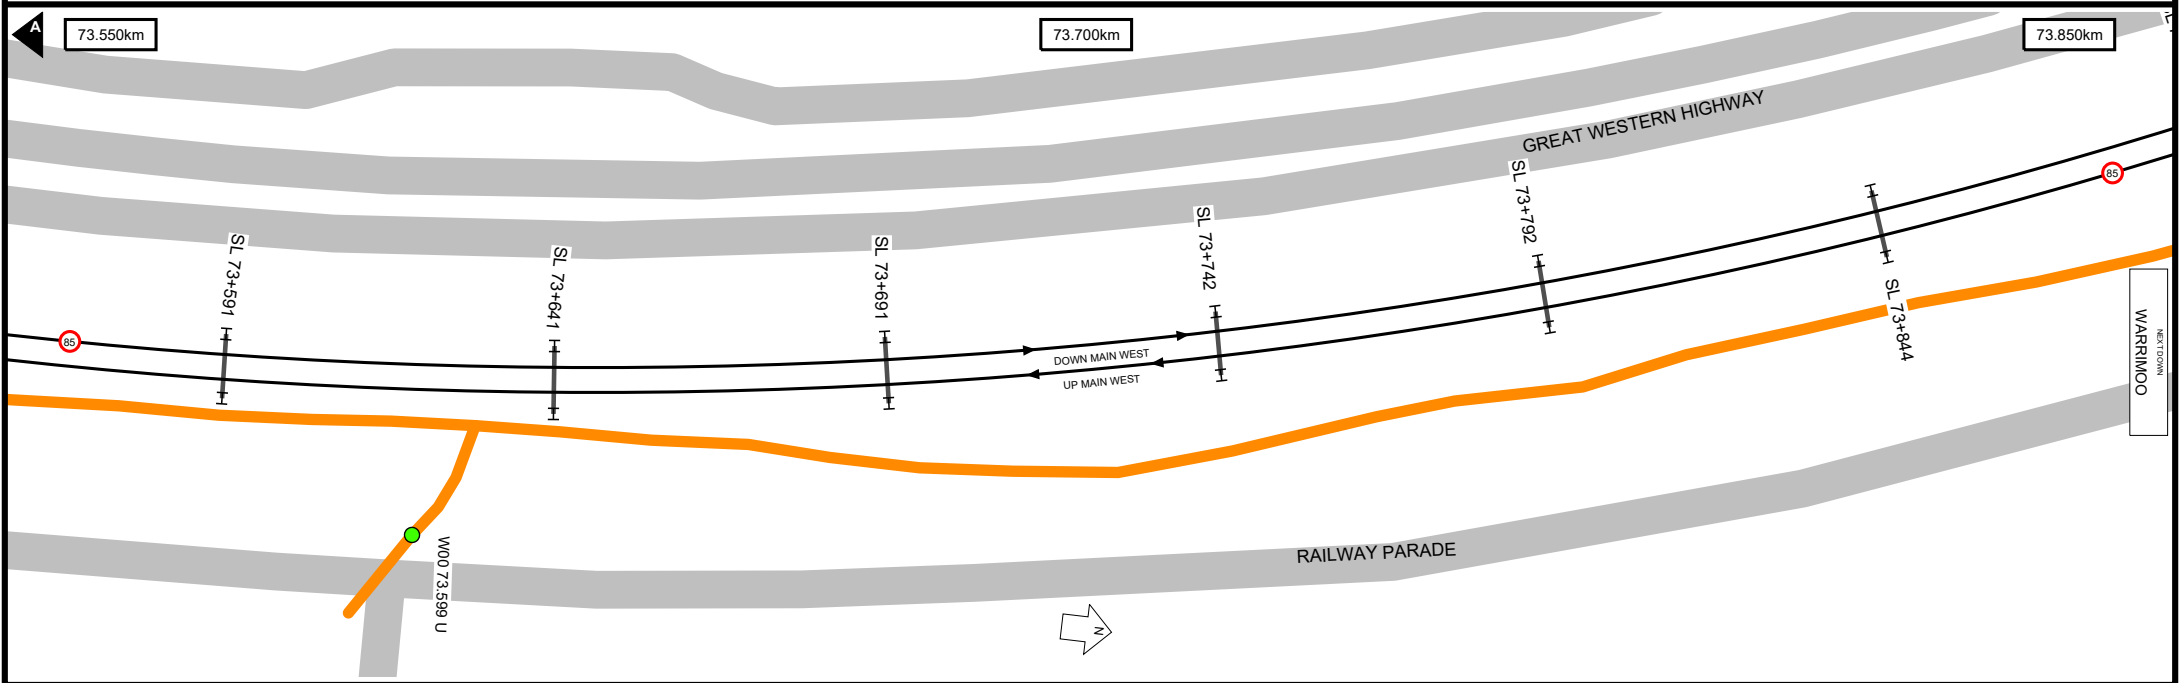 A
73.550km
73.700km
73.850km
GREAT WESTERN HIGHWAY
SL 73+591
SL 73+641
SL 73+691
SL 73+742
SL 73+792
SL 73+844
85
85
DOWN MAIN WEST
UP MAIN WEST
NEXT DOWN
WARRIMOO
W00 73.599 U
RAILWAY PARADE
N